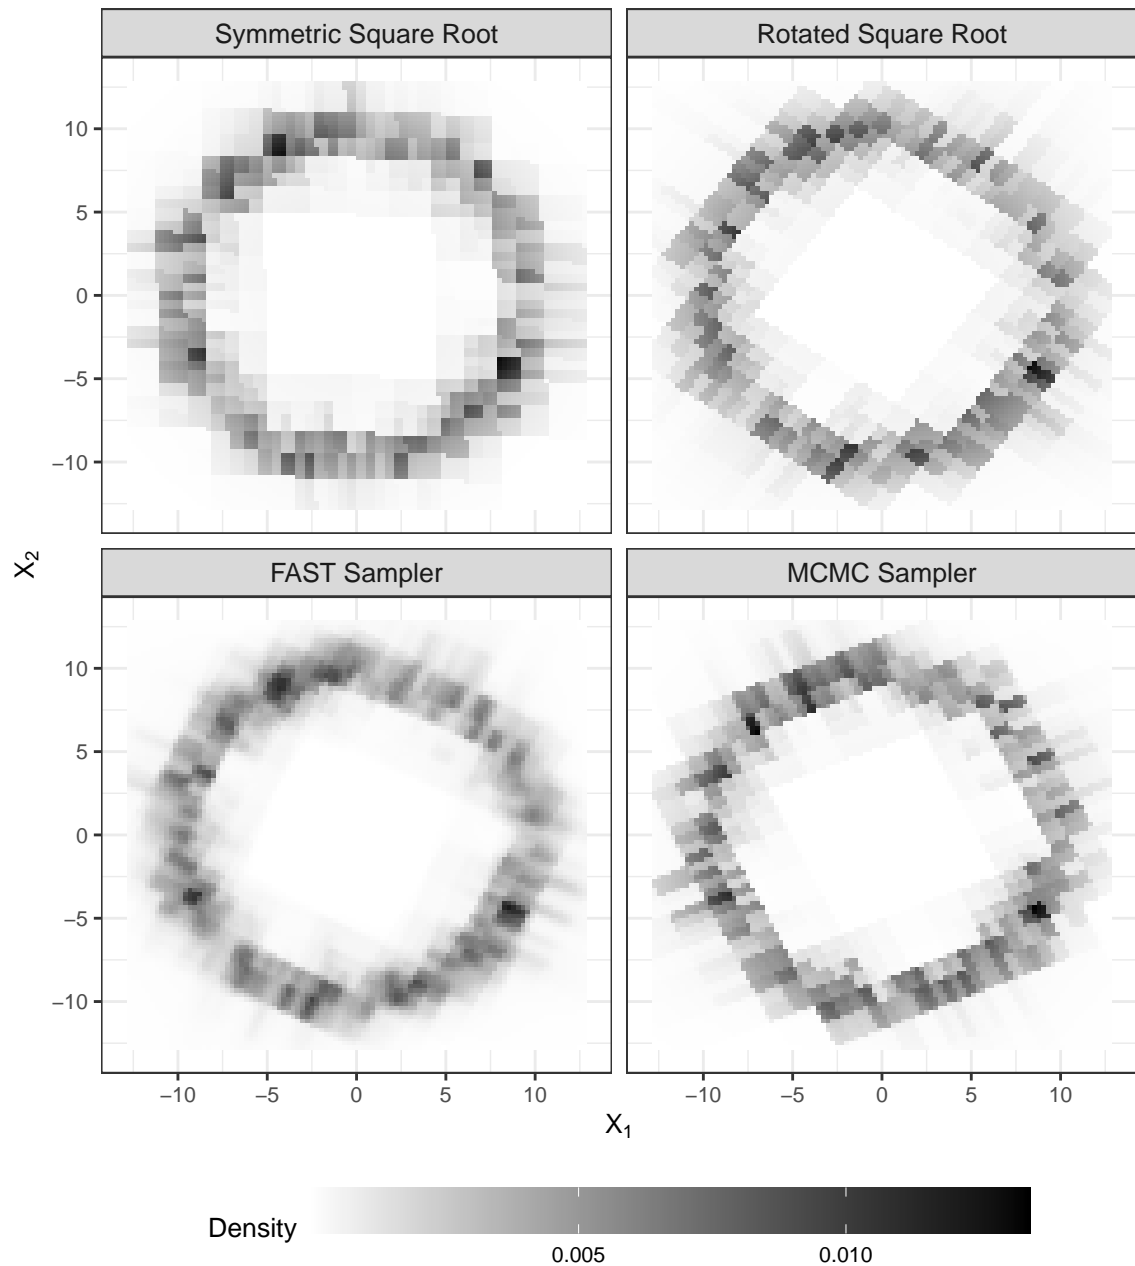 Symmetric Square Root
Rotated Square Root
10
5
0
−5
−10
FAST Sampler
MCMC Sampler
10
5
0
−5
−10
−10 −5 0 5 10
−10 −5 0 5 10
X₂
X₁
Density
0.005 0.010